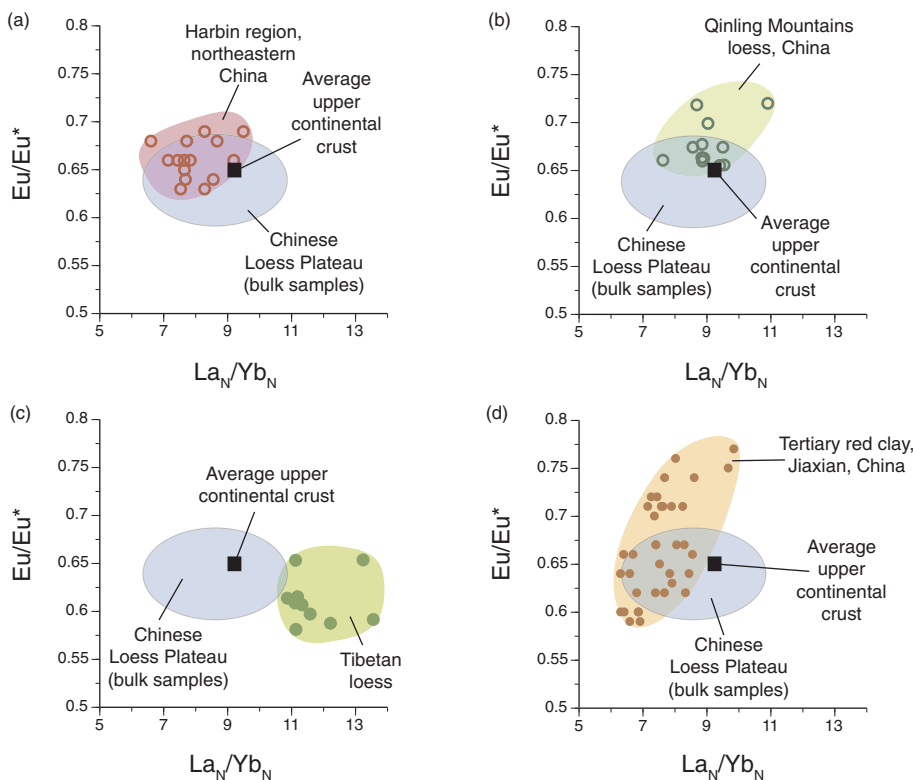 (a)
0.8
0.75
0.7
0.65
0.6
0.55
0.5
Eu/Eu*
Harbin region,
northeastern
China
Average
upper
continental
crust
Chinese
Loess Plateau
(bulk samples)
5 7 9 11 13
LaN/YbN
(b)
0.8
0.75
0.7
0.65
0.6
0.55
0.5
Eu/Eu*
Qinling Mountains
loess, China
Chinese
Loess Plateau
(bulk samples)
Average
upper
continental
crust
5 7 9 11 13
LaN/YbN
(c)
0.8
0.75
0.7
0.65
0.6
0.55
0.5
Eu/Eu*
Average upper
continental crust
Chinese
Loess Plateau
(bulk samples)
Tibetan
loess
5 7 9 11 13
LaN/YbN
(d)
0.8
0.75
0.7
0.65
0.6
0.55
0.5
Eu/Eu*
Tertiary red clay,
Jiaxian, China
Average
upper
continental
crust
Chinese
Loess Plateau
(bulk samples)
5 7 9 11 13
LaN/YbN